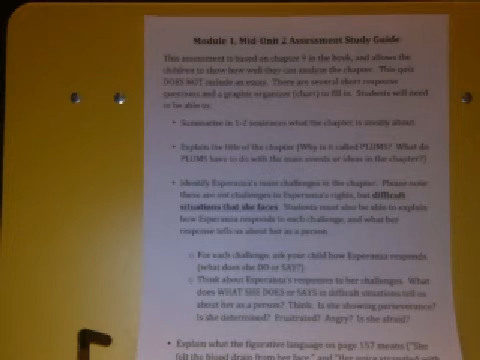 Module 1, Mid-Unit 2 Assessment Study Guide
This assessment is based on chapter 9 in the book, and allows the
children to show how well they can analyze the chapter. This quiz
DOES NOT include an essay. There are several short response
questions and a graphic organizer (chart) to fill in. Students will need
to be able to:
• Summarize in 1-2 sentences what the chapter is mostly about.
• Explain the title of the chapter (Why is it called PLUMS? What do
PLUMS have to do with the main events or ideas in the chapter?)
• Identify Esperanza's main challenges in the chapter. Please note
these are not challenges to Esperanza's rights, but difficult
situations that she faces. Students must also be able to explain
how Esperanza responds to each challenge, and what her
response tells us about her as a person.
o For each challenge, ask your child how Esperanza responds
(what does she DO or SAY?)
o Think about Esperanza's responses to her challenges. What
does WHAT SHE DOES or SAYS in difficult situations tell us
about her as a person? Think. Is she showing perseverance?
Is she determined? Frustrated? Angry? Is she afraid?
• Explain what the figurative language on page 157 means ("She
felt the blood drain from her face," and